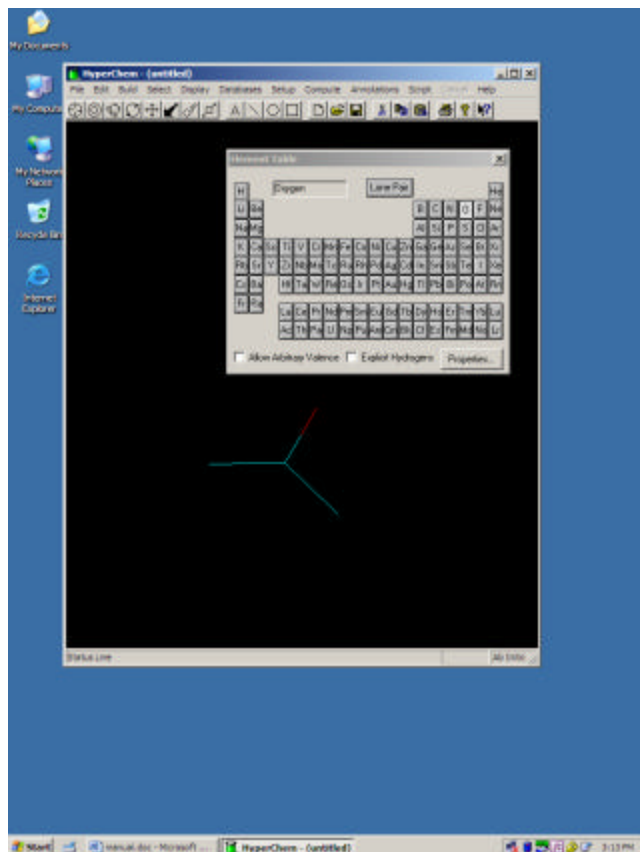 My Documents
HyperChem - (untitled)
File Edit Build Select Display Databases Setup Compute Annotations Script Help
My Computer
Element Table
My Network
Places
Oxygen Lone Pair
H He
Li Be B C N O F Ne
Na Mg Al Si P S Cl Ar
Recycle Bin
K Ca Sc Ti V Cr Mn Fe Co Ni Cu Zn Ga Ge As Se Br Kr
Rb Sr Y Zr Nb Mo Tc Ru Rh Pd Ag Cd In Sn Sb Te I Xe
Cs Ba Hf Ta W Re Os Ir Pt Au Hg Tl Pb Bi Po At Rn
Internet
Explorer
Fr Ra
La Ce Pr Nd Pm Sm Eu Gd Tb Dy Ho Er Tm Yb Lu
Ac Th Pa U Np Pu Am Cm Bk Cf Es Fm Md No Lr
Allow Arbitrary Valence Explicit Hydrogens Properties...
Status: Live Ab Initio
Start manual.doc - Microsoft ... HyperChem - (untitled) 3:13 PM